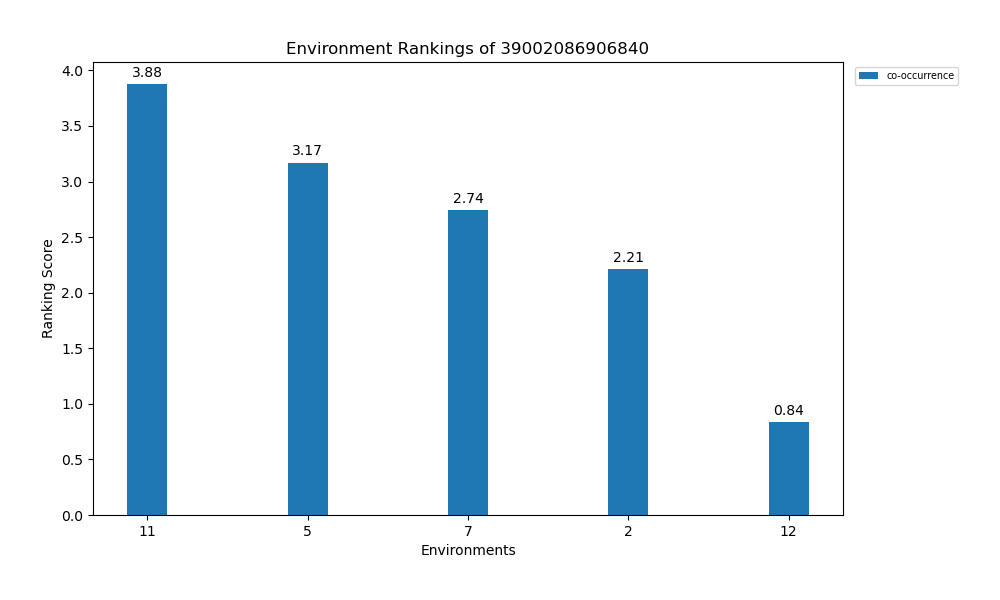 Environment Rankings of 39002086906840
co-occurrence
Ranking Score
4.0
3.5
3.0
2.5
2.0
1.5
1.0
0.5
0.0
3.88
3.17
2.74
2.21
0.84
11 5 7 2 12
Environments